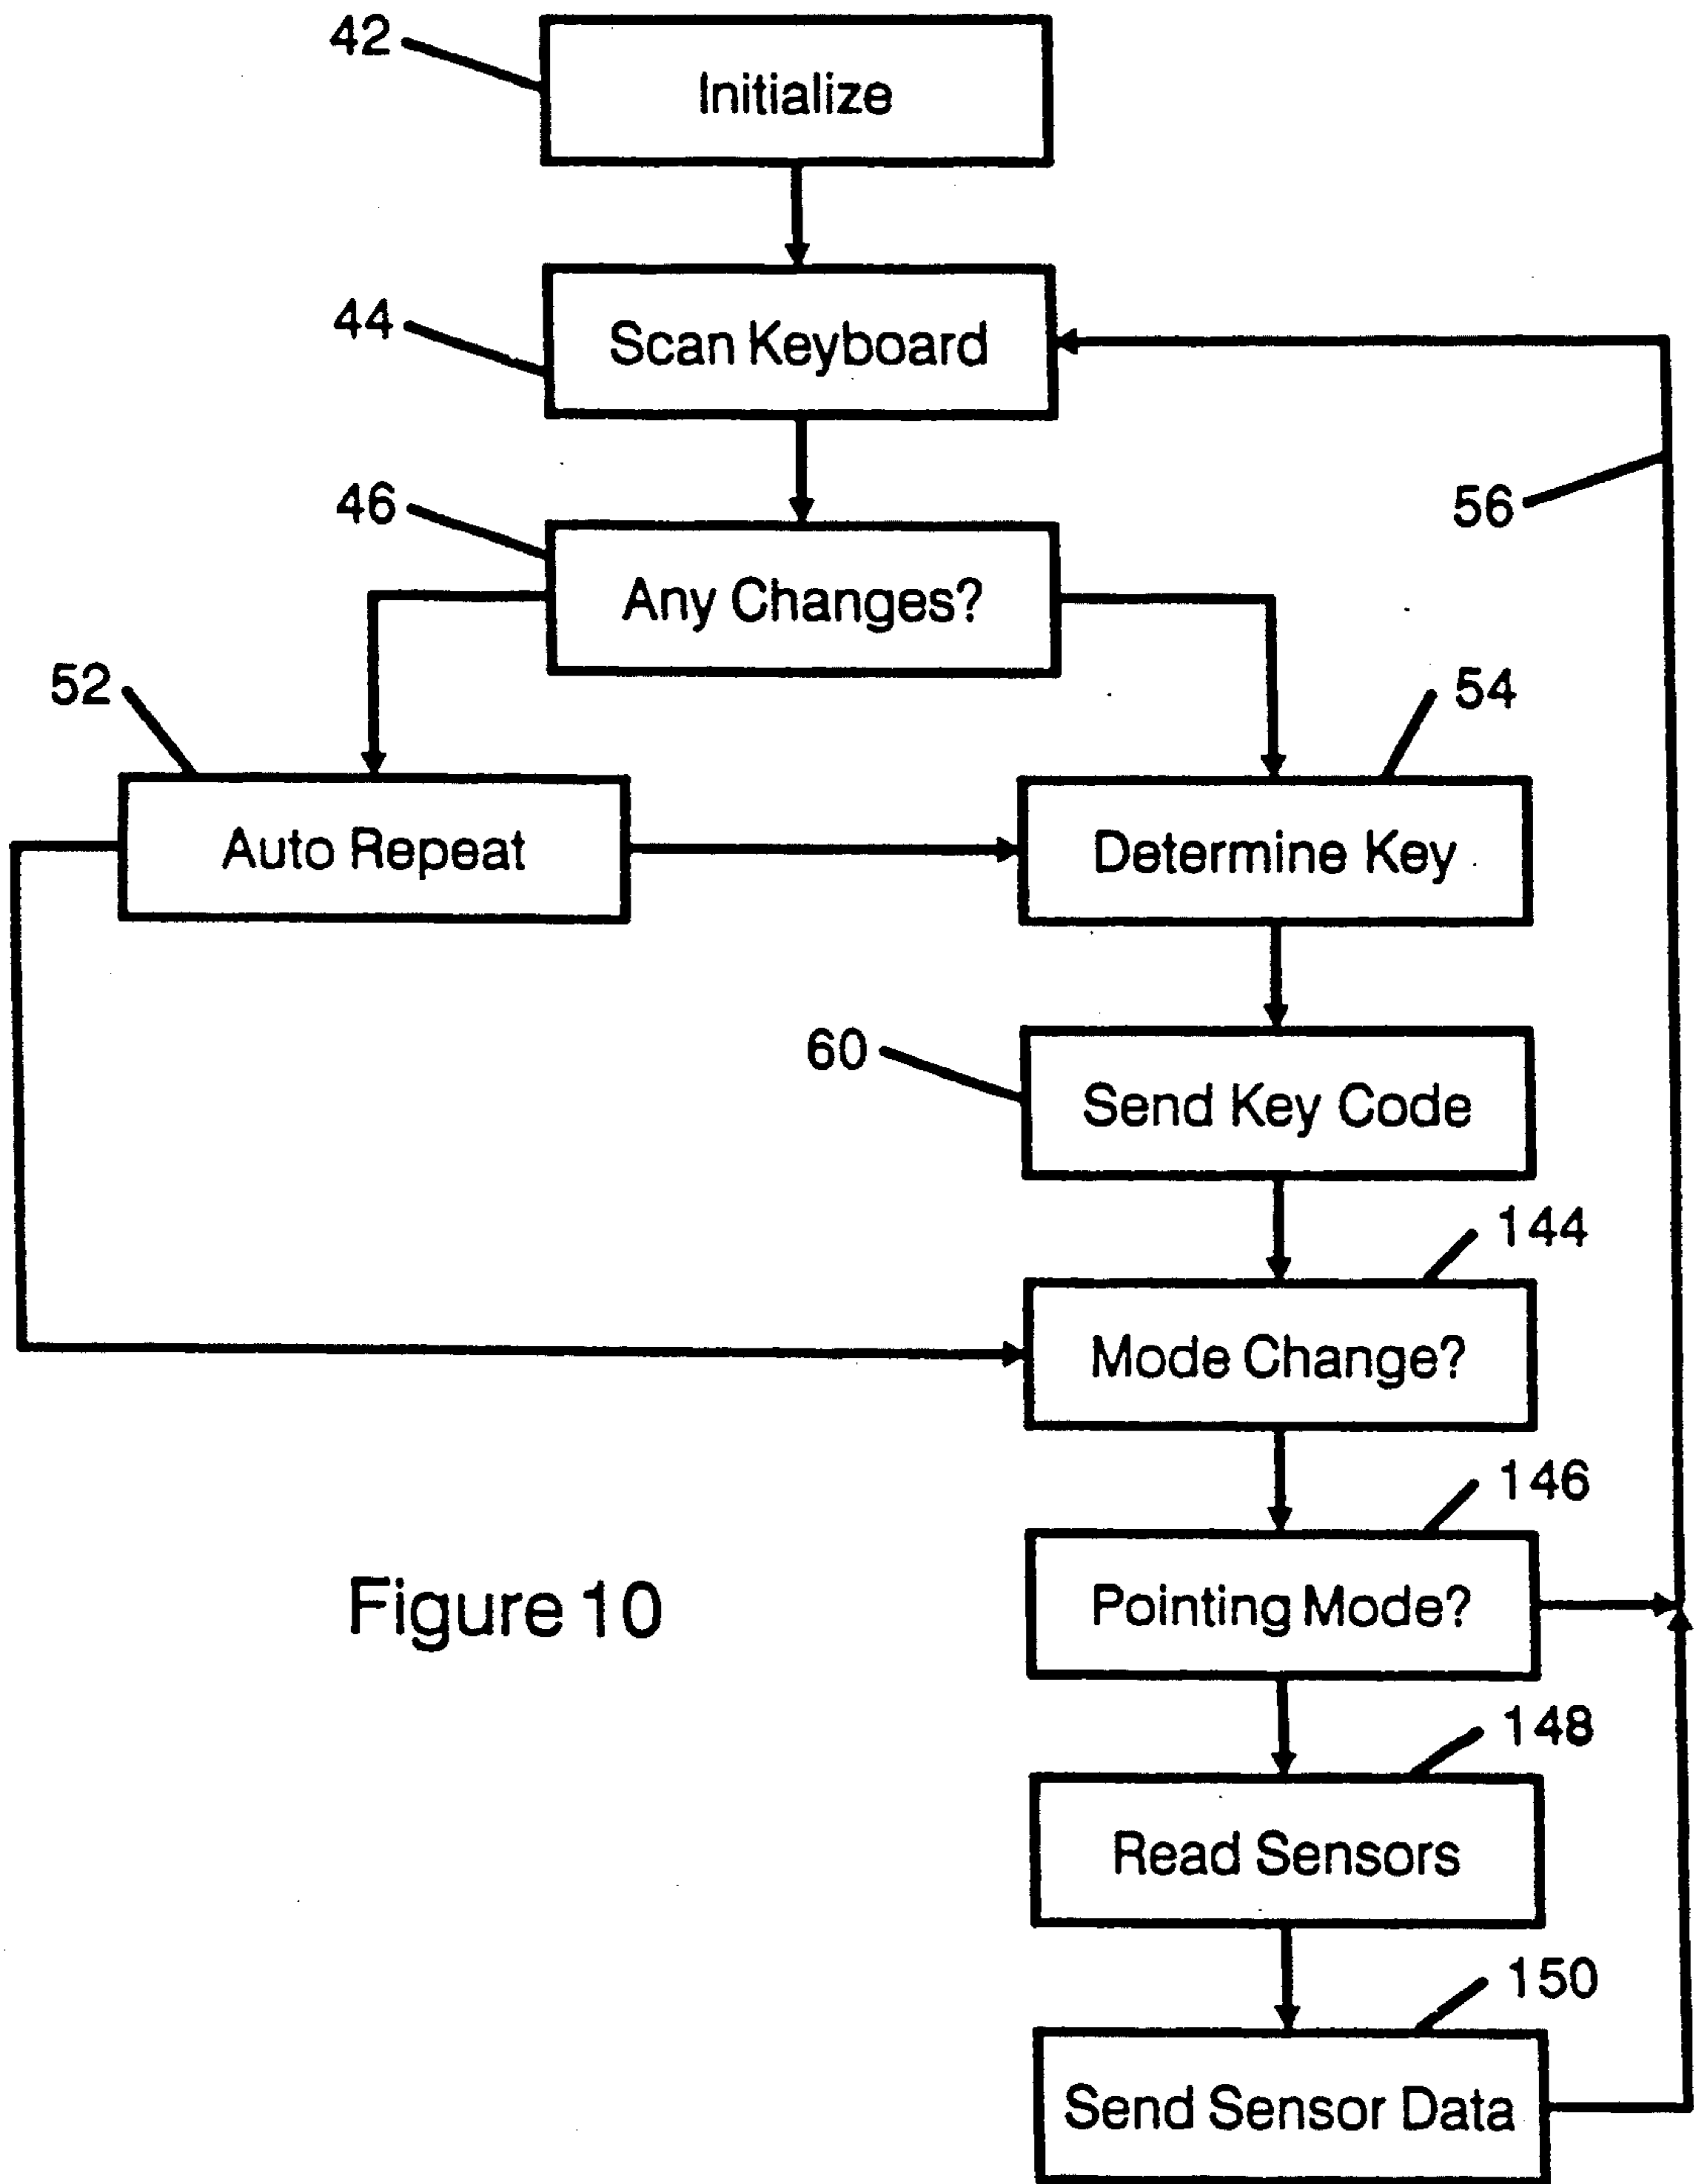 42
Initialize
44
Scan Keyboard
46
56
Any Changes?
52
54
Auto Repeat
Determine Key
60
Send Key Code
144
Mode Change?
146
Figure 10
Pointing Mode?
148
Read Sensors
150
Send Sensor Data